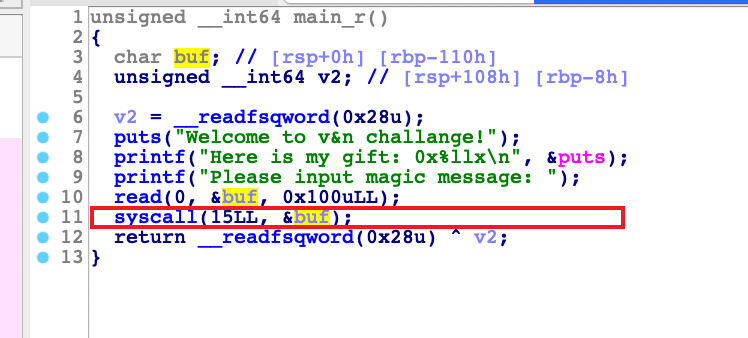 1 unsigned __int64 main_r()
2 {
3   char buf; // [rsp+0h] [rbp-110h]
4   unsigned __int64 v2; // [rsp+108h] [rbp-8h]
5
6   v2 = __readfsqword(0x28u);
7   puts("Welcome to v&n challange!");
8   printf("Here is my gift: 0x%llx\n", &puts);
9   printf("Please input magic message: ");
10   read(0, &buf, 0x100uLL);
11   syscall(15LL, &buf);
12   return __readfsqword(0x28u) ^ v2;
13 }